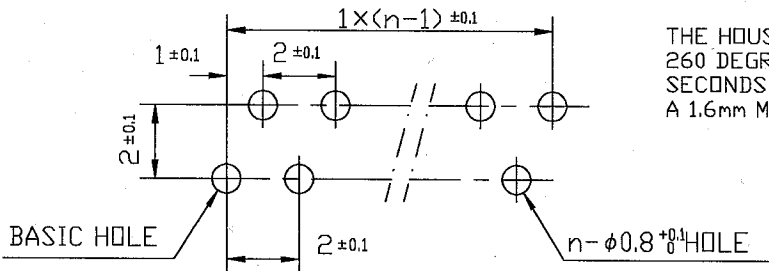 1×(n-1) ±0.1
1 ±0.1
2 ±0.1
2 ±0.1
BASIC HOLE
2 ±0.1
n-ϕ0.8 +0.1 0 HOLE
THE HOUS
260 DEGR
SECONDS
A 1.6mm M